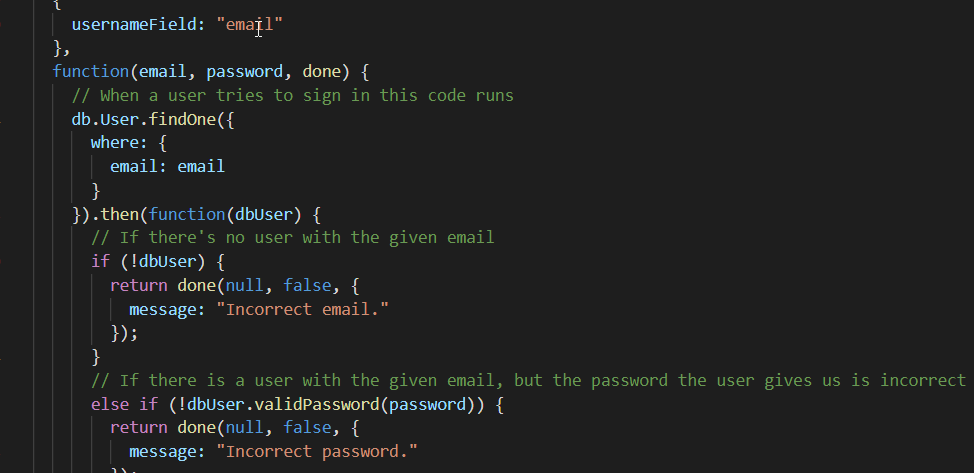 {
usernameField: "email"
},
function(email, password, done) {
// When a user tries to sign in this code runs
db.User.findOne({
where: {
email: email
}
}).then(function(dbUser) {
// If there's no user with the given email
if (!dbUser) {
return done(null, false, {
message: "Incorrect email."
});
}
// If there is a user with the given email, but the password the user gives us is incorrect
else if (!dbUser.validPassword(password)) {
return done(null, false, {
message: "Incorrect password."
});